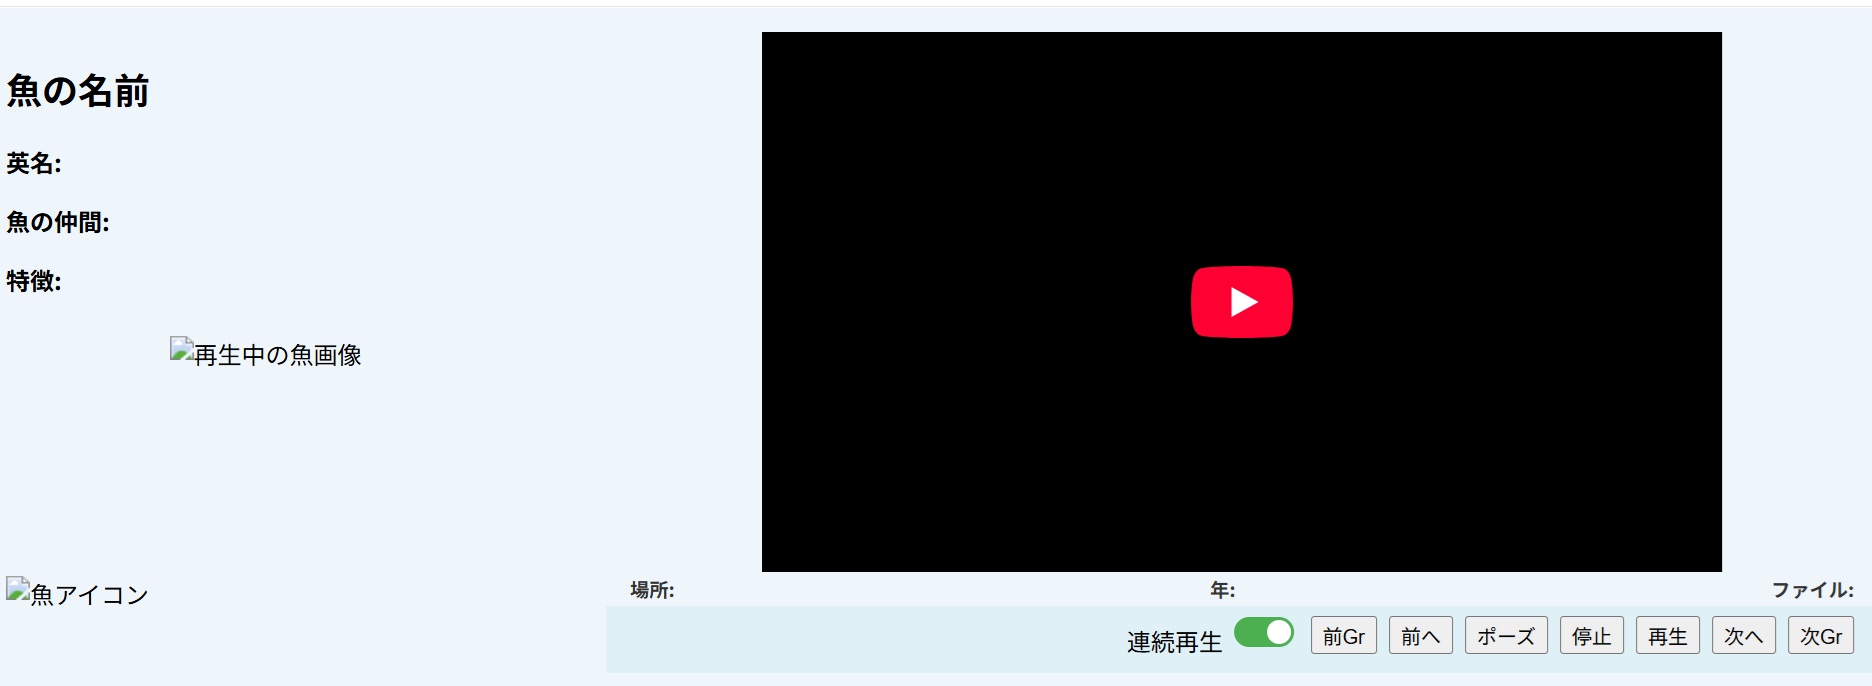 魚の名前
英名:
魚の仲間:
特徴:
再生中の魚画像
魚アイコン
場所: 年: ファイル:
連続再生 前Gr 前へ ポーズ 停止 再生 次へ 次Gr